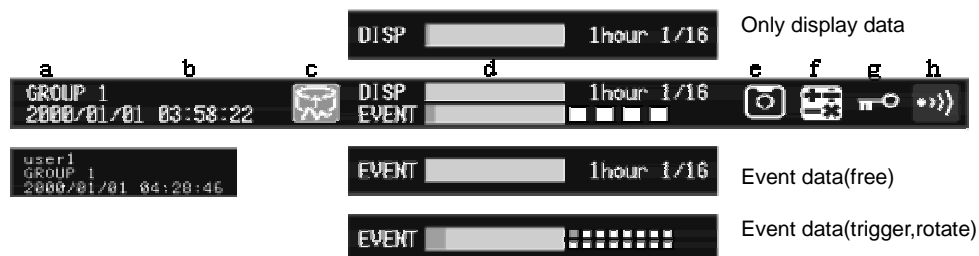 DISP 1hour 1/16 Only display data
a b c d e f g h
GROUP 1 DISP 1hour 1/16
2000/01/01 03:58:22 EVENT
user1
GROUP 1
2000/01/01 04:28:46
EVENT 1hour 1/16 Event data(free)
EVENT Event data(trigger,rotate)